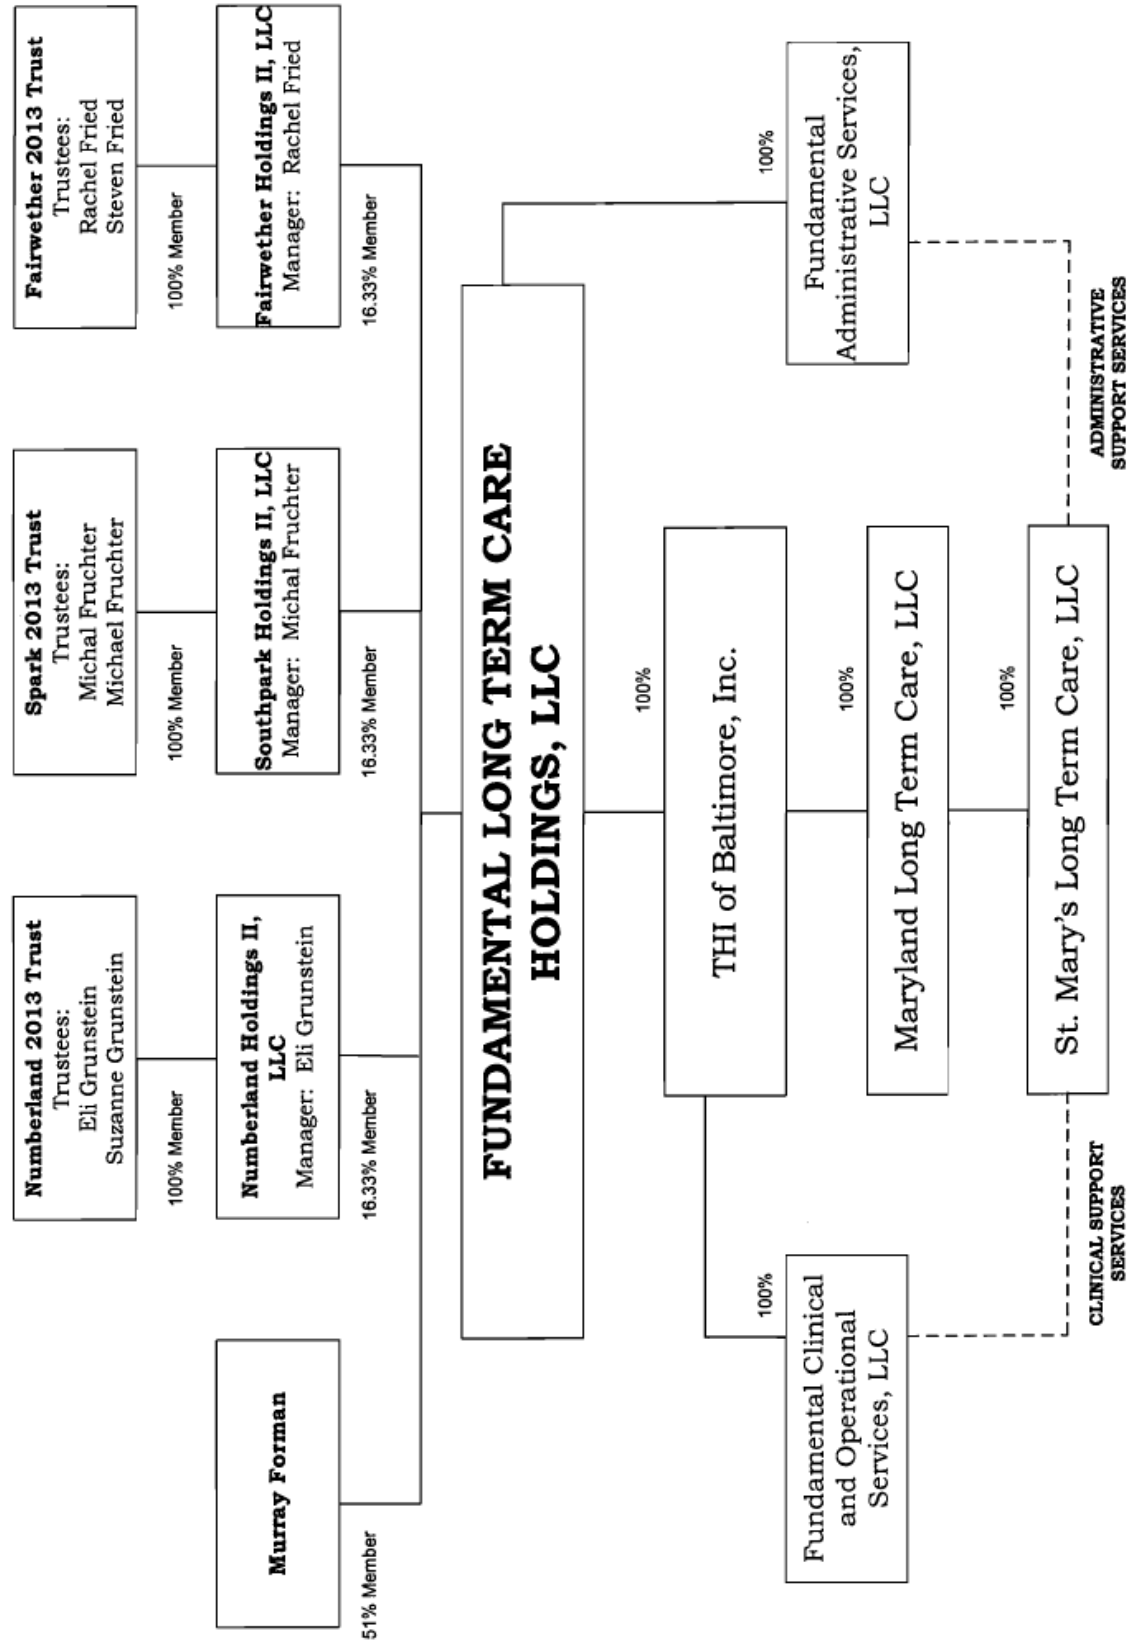 Numberland 2013 Trust
Trustees:
Eli Grunstein
Suzanne Grunstein
Spark 2013 Trust
Trustees:
Michal Fruchter
Michael Fruchter
Fairwether 2013 Trust
Trustees:
Rachel Fried
Steven Fried
100% Member
100% Member
100% Member
Murray Forman
Numberland Holdings II,
LLC
Manager: Eli Grunstein
Southpark Holdings II, LLC
Manager: Michal Fruchter
Fairwether Holdings II, LLC
Manager: Rachel Fried
51% Member
16.33% Member
16.33% Member
16.33% Member
FUNDAMENTAL LONG TERM CARE
HOLDINGS, LLC
100%
THI of Baltimore, Inc.
100%
100%
100%
Fundamental Clinical
and Operational
Services, LLC
Maryland Long Term Care, LLC
Fundamental
Administrative Services,
LLC
100%
St. Mary's Long Term Care, LLC
CLINICAL SUPPORT
SERVICES
ADMINISTRATIVE
SUPPORT SERVICES